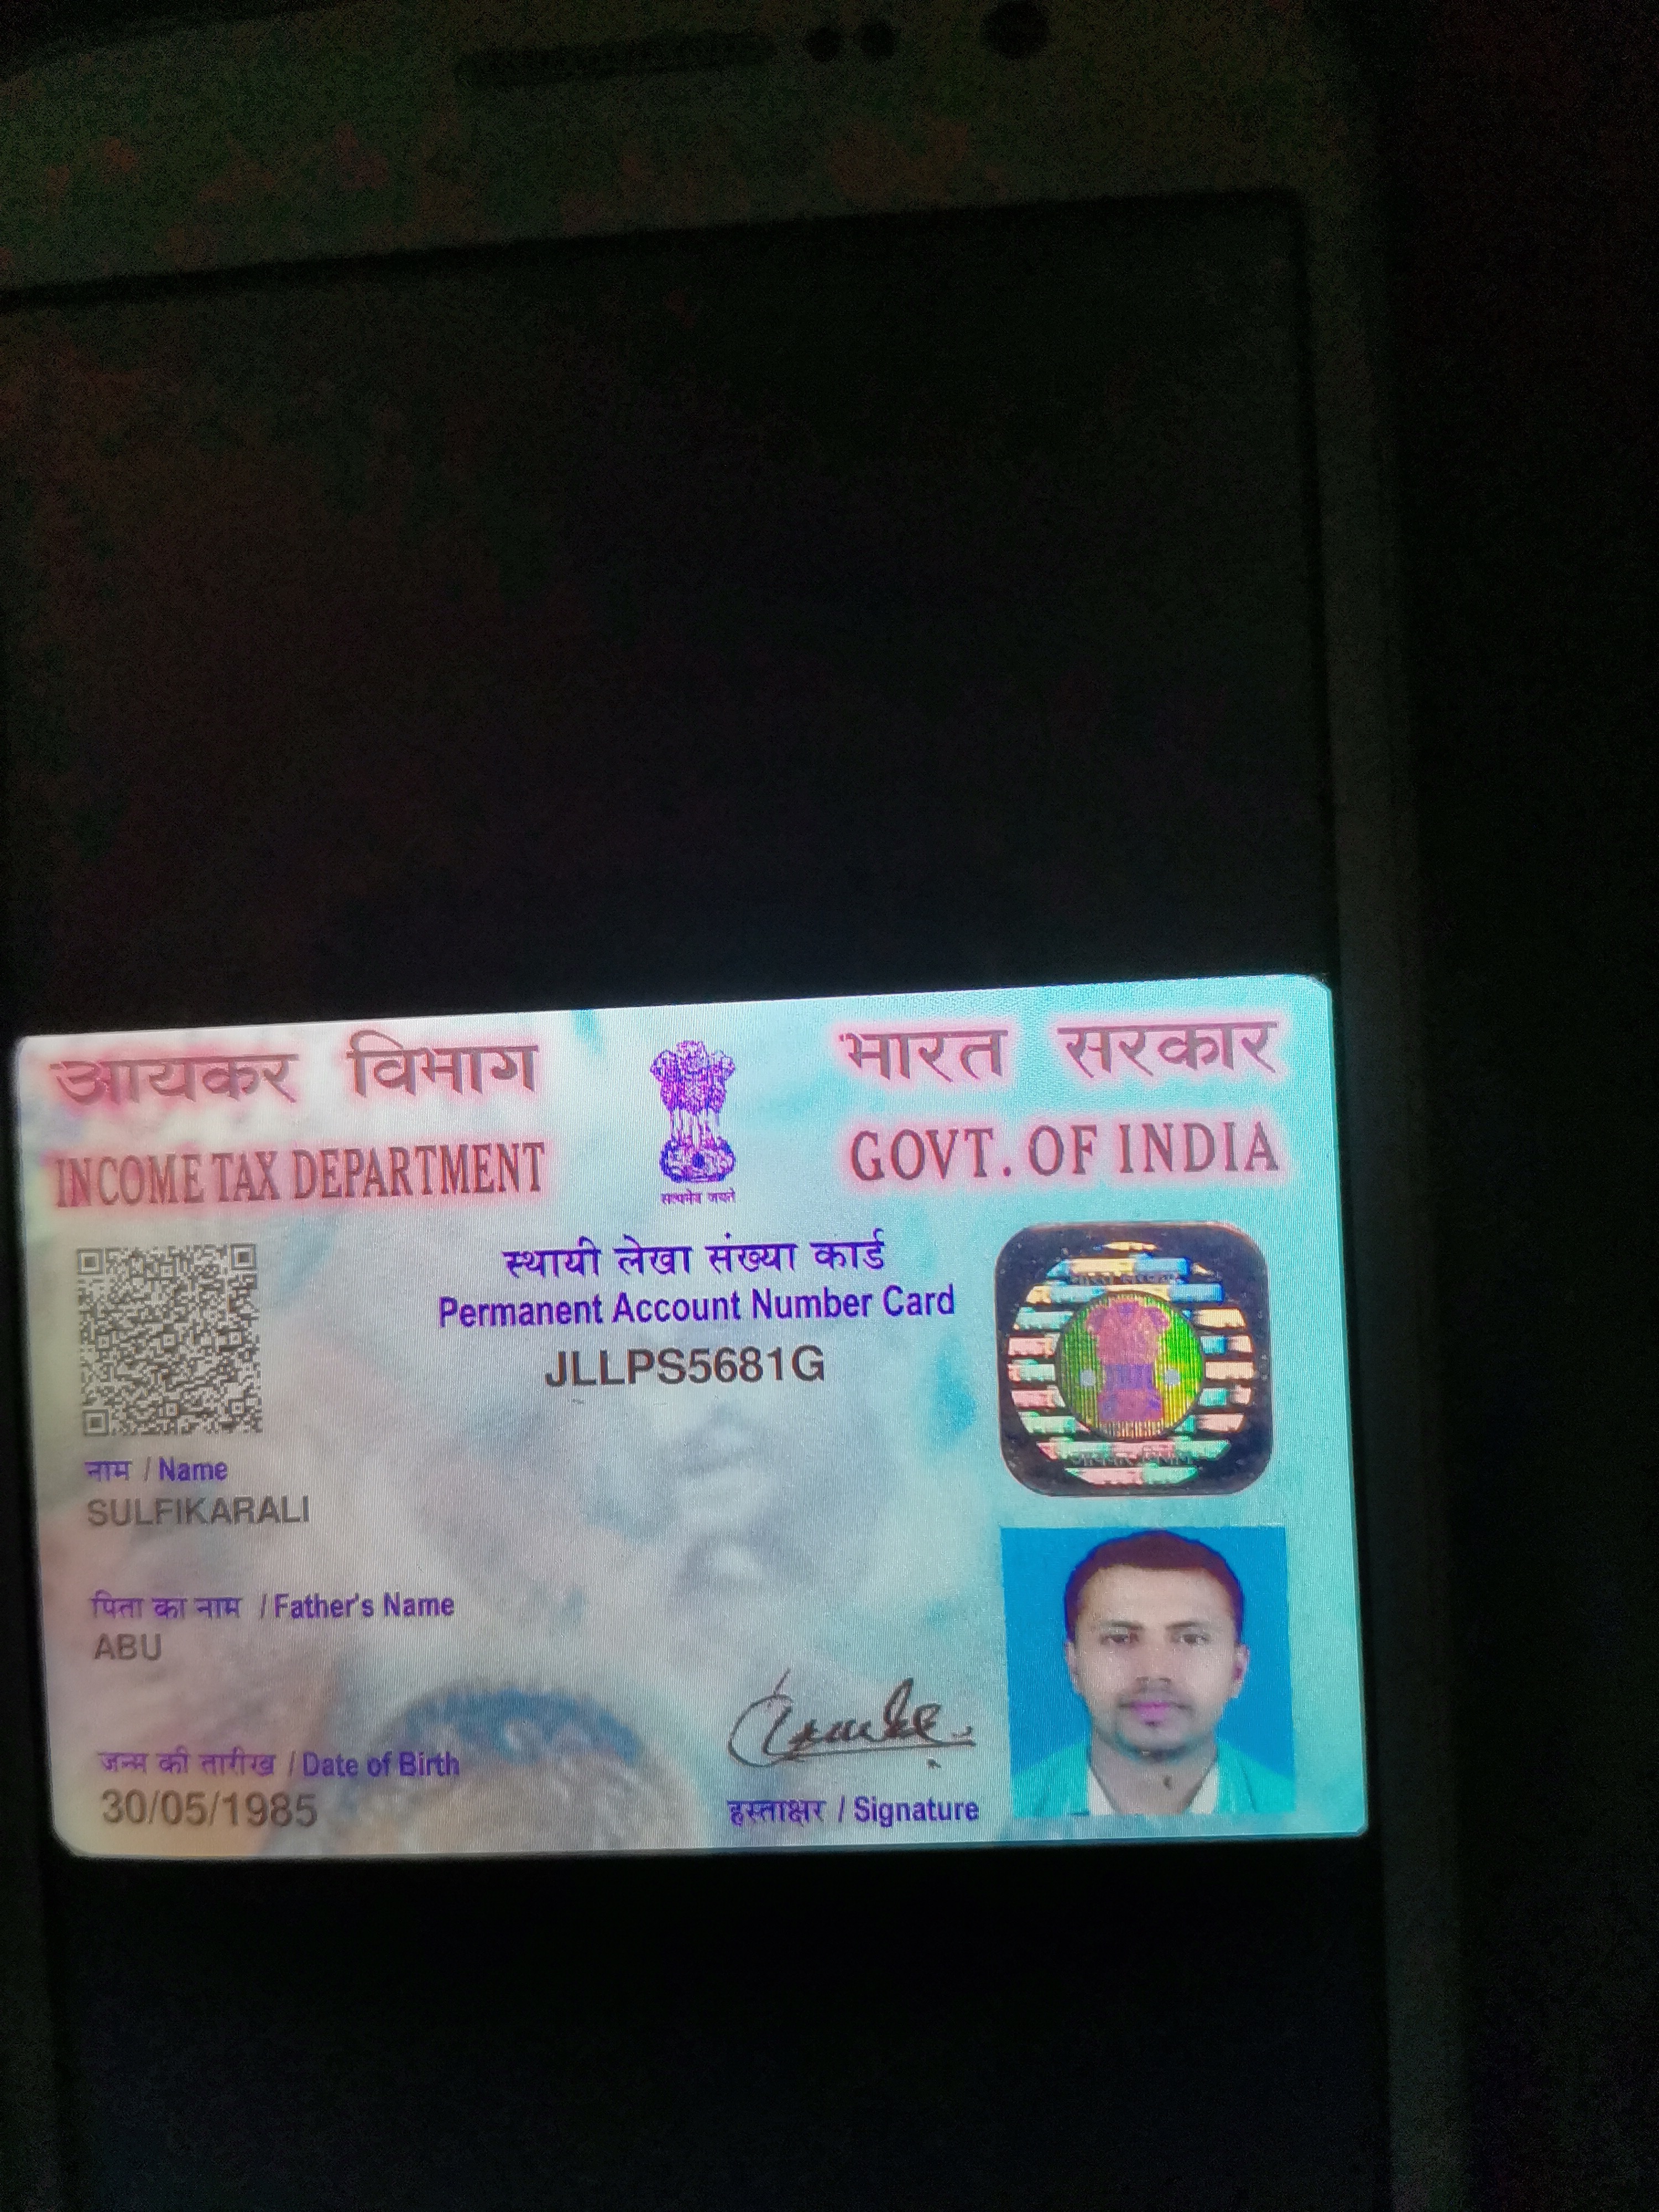 आयकर विभाग
INCOME TAX DEPARTMENT
सत्यमेव जयते
भारत सरकार
GOVT. OF INDIA
स्थायी लेखा संख्या कार्ड
Permanent Account Number Card
JLLPS5681G
नाम / Name
SULFIKARALI
पिता का नाम / Father's Name
ABU
जन्म की तारीख / Date of Birth
30/05/1985
हस्ताक्षर / Signature